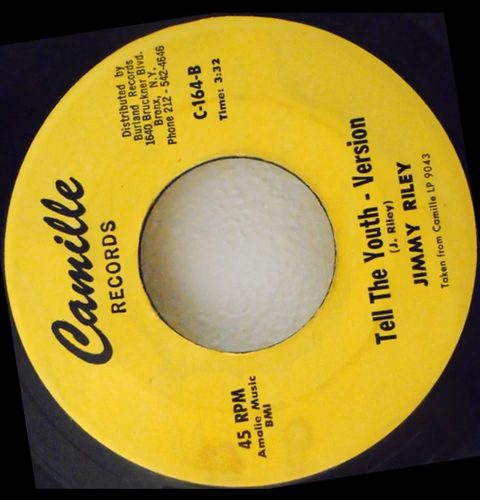 Camille
RECORDS
Distributed by
Burland Records
1640 Bruckner Blvd.
Bronx, N.Y.
Phone 212 - 542-4646
C-164-B
Time: 3:32
45 RPM
Amalie Music
BMI
Tell The Youth - Version
(J. Riley)
JIMMY RILEY
Taken from Camille LP 9043